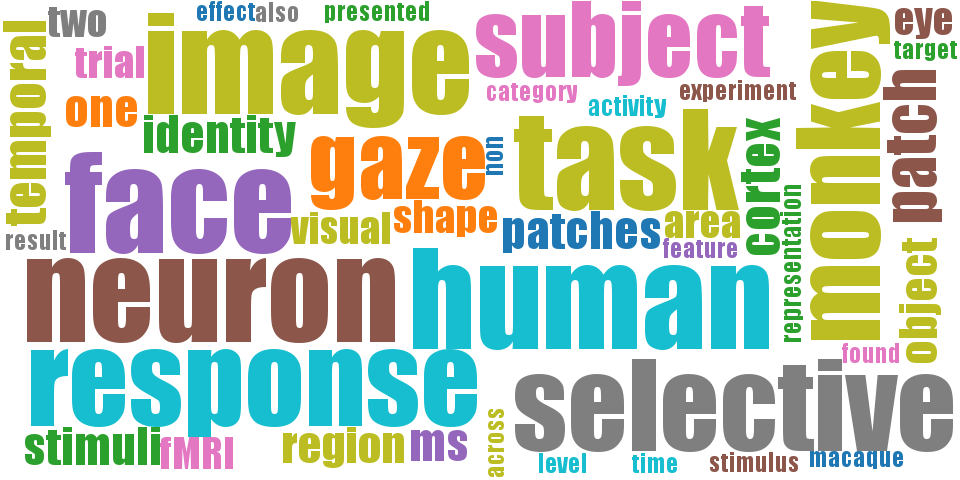 two
effect
also
presented
image
subject
monkey
eye
target
temporal
trial
category
activity
experiment
one
identity
gaze
non
task
cortex
patch
face
visual
shape
patches
area
feature
representation
object
result
neuron
human
response
found
selective
stimuli
fMRI
region
ms
across
level
time
stimulus
macaque